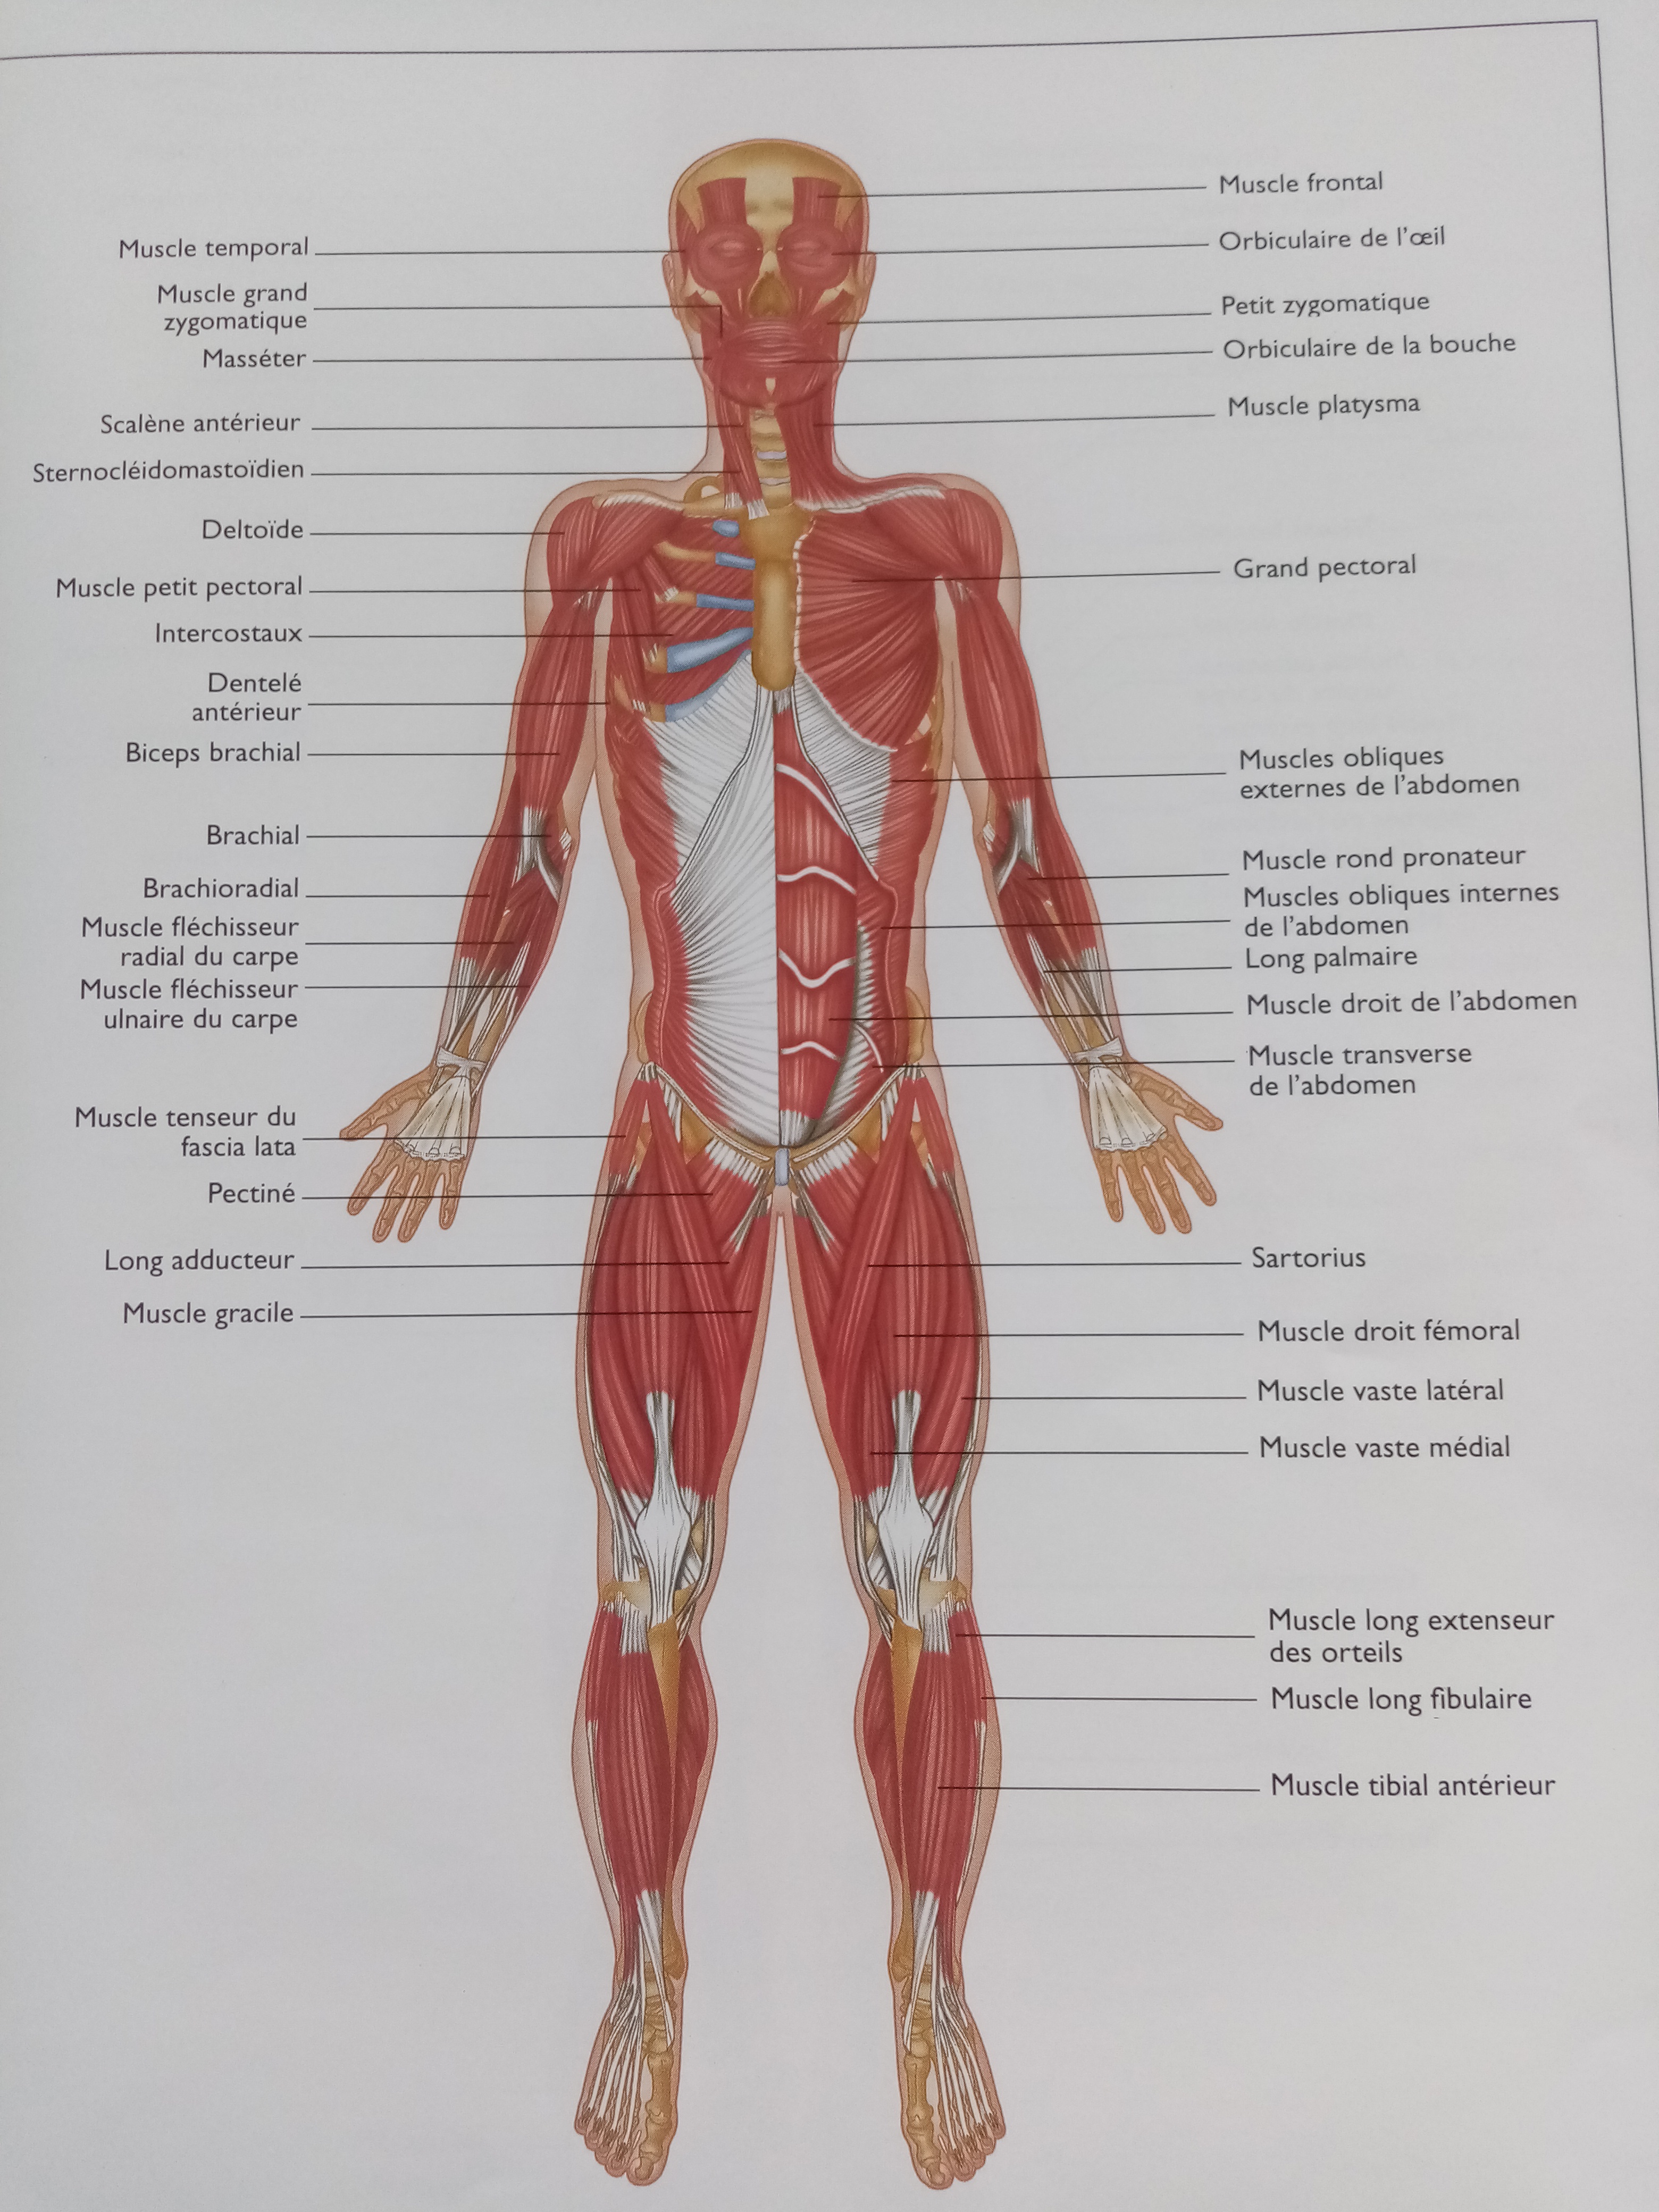 Muscle temporal
Muscle grand
zygomatique
Masséter
Scalène antérieur
Sternocléidomastoïdien
Deltoïde
Muscle petit pectoral
Intercostaux
Dentelé
antérieur
Biceps brachial
Brachial
Brachioradial
Muscle fléchisseur
radial du carpe
Muscle fléchisseur
ulnaire du carpe
Muscle tenseur du
fascia lata
Pectiné
Long adducteur
Muscle gracile
Muscle frontal
Orbiculaire de l'œil
Petit zygomatique
Orbiculaire de la bouche
Muscle platysma
Grand pectoral
Muscles obliques
externes de l'abdomen
Muscle rond pronateur
Muscles obliques internes
de l'abdomen
Long palmaire
Muscle droit de l'abdomen
Muscle transverse
de l'abdomen
Sartorius
Muscle droit fémoral
Muscle vaste latéral
Muscle vaste médial
Muscle long extenseur
des orteils
Muscle long fibulaire
Muscle tibial antérieur